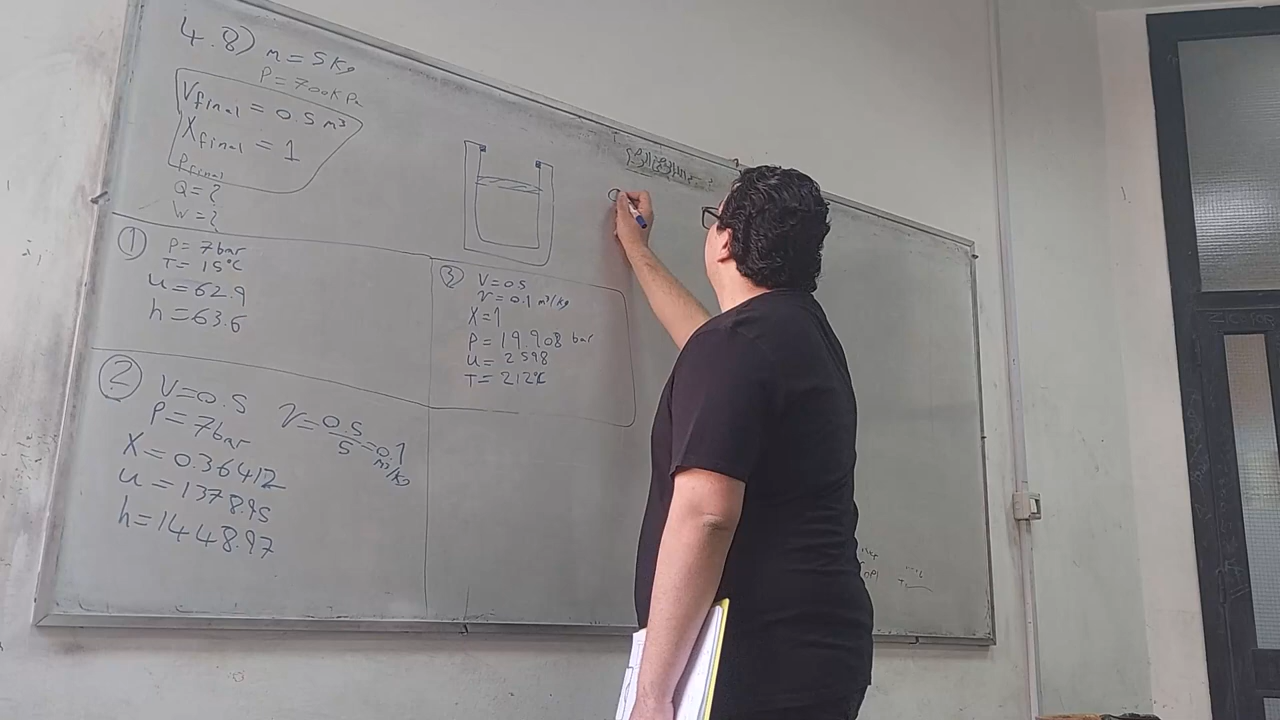 4.8) m = 5 Kg
P = 700 KPa
Vfinal = 0.5 m³
Xfinal = 1
Pfinal
Q = ?
W = ?
① P = 7 bar
T = 15°C
u = 62.9
h = 63.6
② V = 0.5
P = 7 bar
v = 0.5/5 = 0.1 m³/Kg
X = 0.36412
u = 1378.95
h = 1448.97
③ V = 0.5
v = 0.1 m³/Kg
X = 1
P = 19.908 bar
u = 2598
T = 212°C